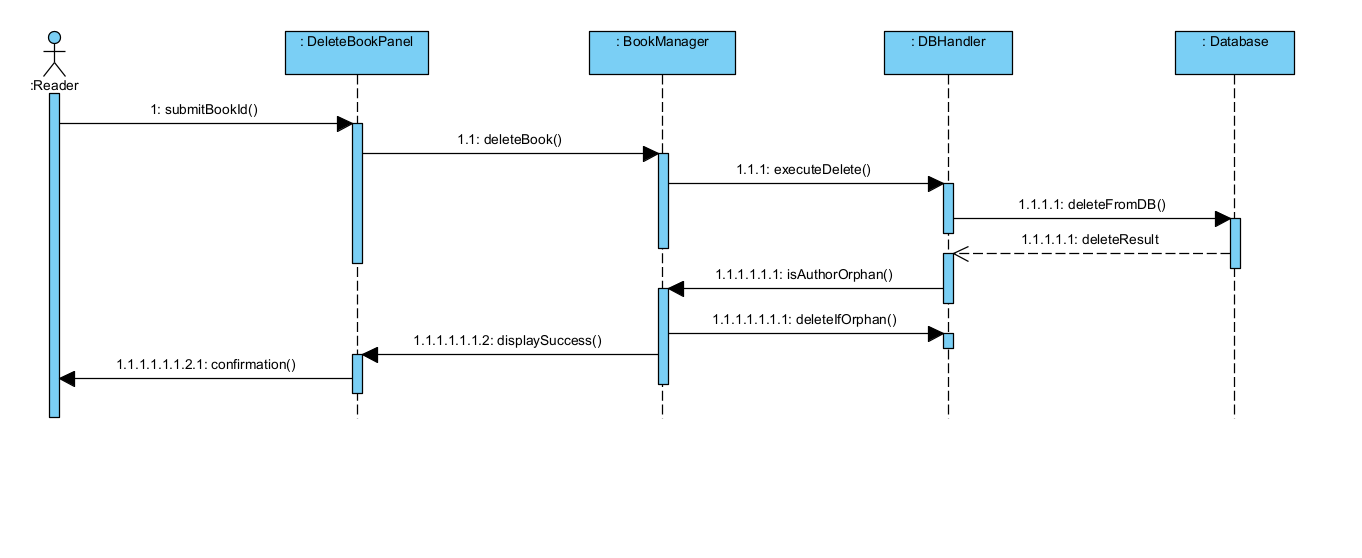 : DeleteBookPanel
: BookManager
: DBHandler
: Database
:Reader
1: submitBookId()
1.1: deleteBook()
1.1.1: executeDelete()
1.1.1.1: deleteFromDB()
1.1.1.1.1: deleteResult
1.1.1.1.1.1: isAuthorOrphan()
1.1.1.1.1.1.1: deleteIfOrphan()
1.1.1.1.1.1.2: displaySuccess()
1.1.1.1.1.1.2.1: confirmation()